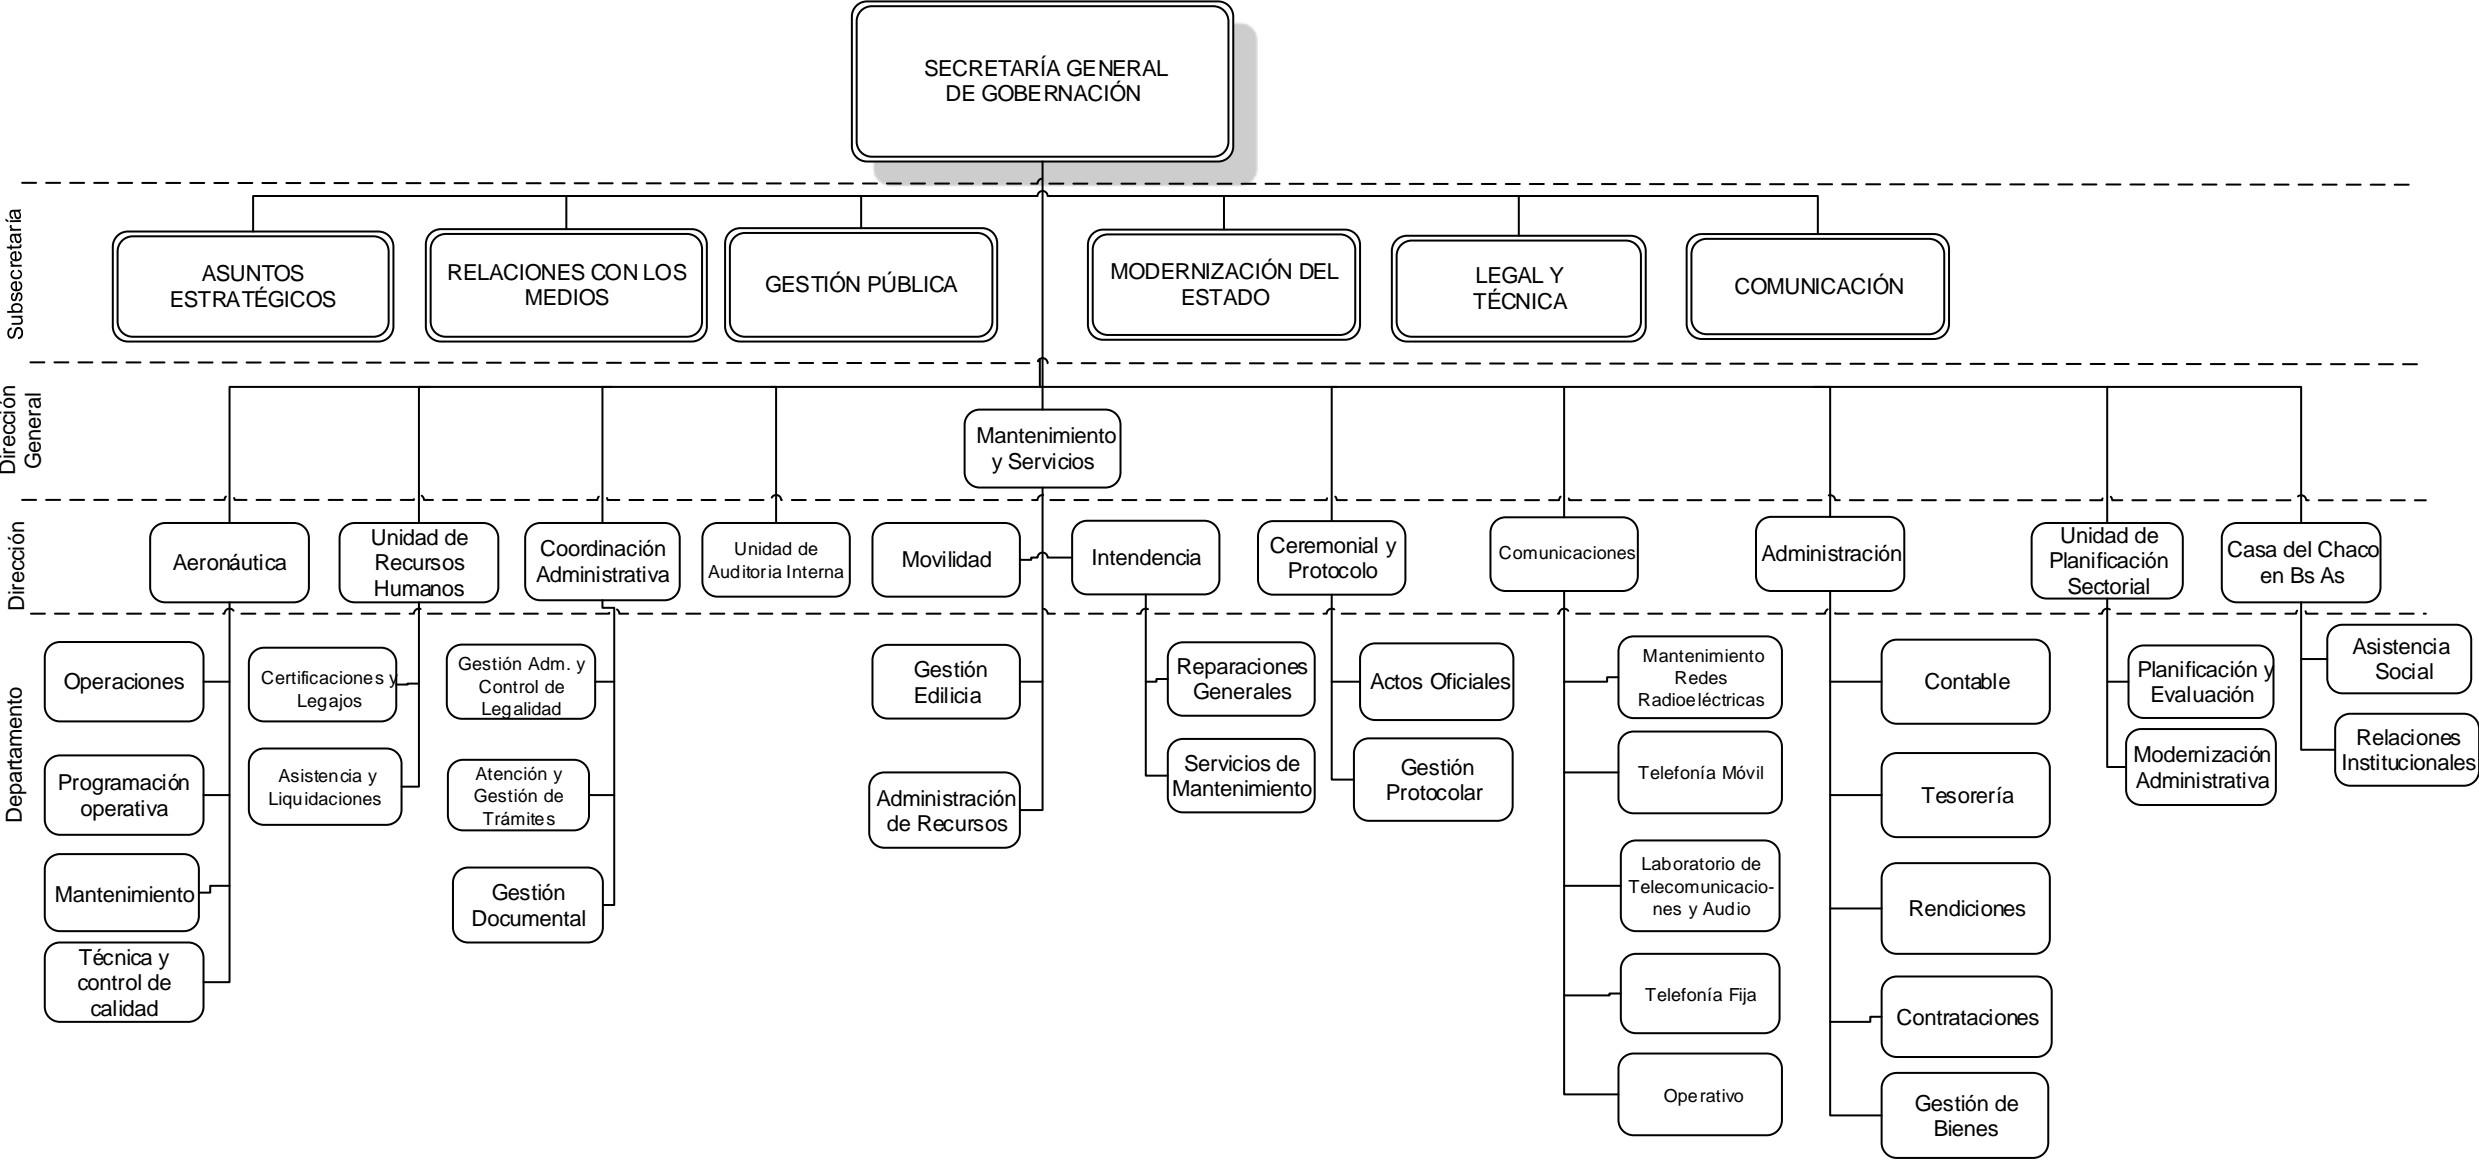 SECRETARÍA GENERAL
DE GOBERNACIÓN
Subsecretaría
ASUNTOS
ESTRATÉGICOS
RELACIONES CON LOS
MEDIOS
GESTIÓN PÚBLICA
MODERNIZACIÓN DEL
ESTADO
LEGAL Y
TÉCNICA
COMUNICACIÓN
Dirección
General
Mantenimiento
y Servicios
Dirección
Aeronáutica
Unidad de
Recursos
Humanos
Coordinación
Administrativa
Unidad de
Auditoria Interna
Movilidad
Intendencia
Ceremonial y
Protocolo
Comunicaciones
Administración
Unidad de
Planificación
Sectorial
Casa del Chaco
en Bs As
Departamento
Operaciones
Programación
operativa
Mantenimiento
Técnica y
control de
calidad
Certificaciones y
Legajos
Asistencia y
Liquidaciones
Gestión Adm. y
Control de
Legalidad
Atención y
Gestión de
Trámites
Gestión
Documental
Gestión
Edilicia
Administración
de Recursos
Reparaciones
Generales
Servicios de
Mantenimiento
Actos Oficiales
Gestión
Protocolar
Mantenimiento
Redes
Radioeléctricas
Telefonía Móvil
Laboratorio de
Telecomunicacio-
nes y Audio
Telefonía Fija
Operativo
Contable
Tesorería
Rendiciones
Contrataciones
Gestión de
Bienes
Planificación y
Evaluación
Modernización
Administrativa
Asistencia
Social
Relaciones
Institucionales